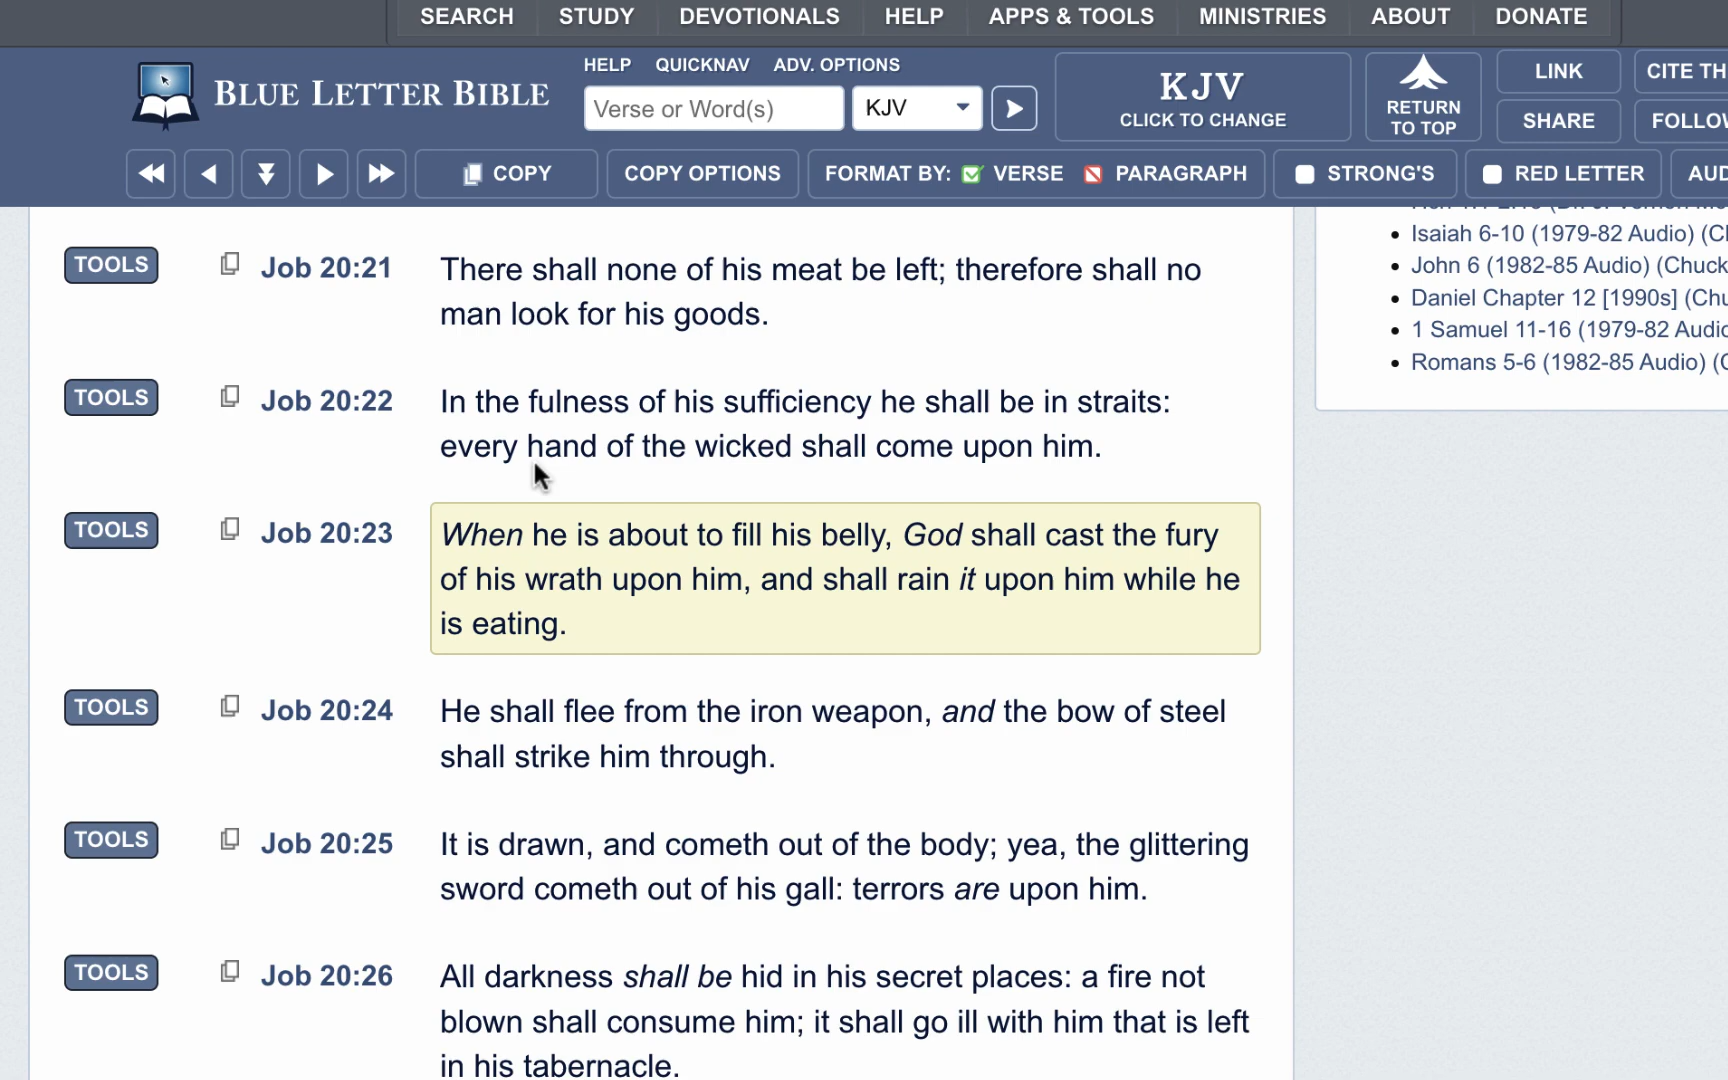 SEARCH STUDY DEVOTIONALS HELP APPS & TOOLS MINISTRIES ABOUT DONATE
BLUE LETTER BIBLE
HELP QUICKNAV ADV. OPTIONS
Verse or Word(s) KJV
KJV
CLICK TO CHANGE
RETURN
TO TOP
LINK
CITE TH
SHARE
FOLLOW
COPY COPY OPTIONS FORMAT BY: VERSE PARAGRAPH STRONG'S RED LETTER AUD
TOOLS Job 20:21 There shall none of his meat be left; therefore shall no
man look for his goods.
TOOLS Job 20:22 In the fulness of his sufficiency he shall be in straits:
every hand of the wicked shall come upon him.
TOOLS Job 20:23 When he is about to fill his belly, God shall cast the fury
of his wrath upon him, and shall rain it upon him while he
is eating.
TOOLS Job 20:24 He shall flee from the iron weapon, and the bow of steel
shall strike him through.
TOOLS Job 20:25 It is drawn, and cometh out of the body; yea, the glittering
sword cometh out of his gall: terrors are upon him.
TOOLS Job 20:26 All darkness shall be hid in his secret places: a fire not
blown shall consume him; it shall go ill with him that is left
in his tabernacle.
Isaiah 6-10 (1979-82 Audio) (Cl
John 6 (1982-85 Audio) (Chuck
Daniel Chapter 12 [1990s] (Chu
1 Samuel 11-16 (1979-82 Audio
Romans 5-6 (1982-85 Audio) (C